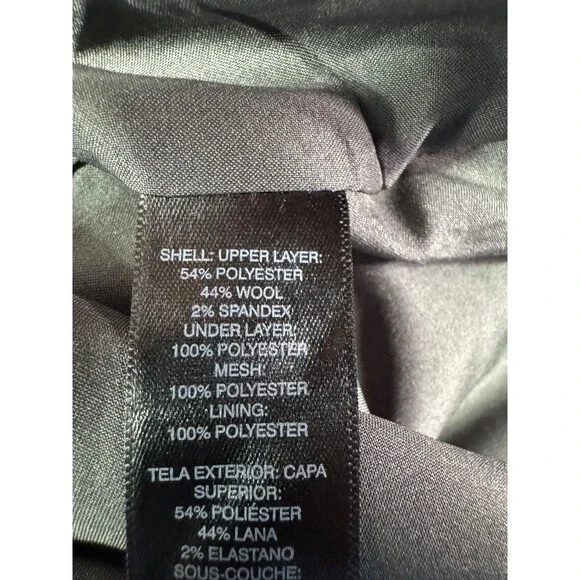 SHELL: UPPER LAYER:
54% POLYESTER
44% WOOL
2% SPANDEX
UNDER LAYER:
100% POLYESTER
MESH:
100% POLYESTER
LINING:
100% POLYESTER
TELA EXTERIOR: CAPA
SUPERIOR:
54% POLIÉSTER
44% LANA
2% ELASTANO
SOUS-COUCHE: